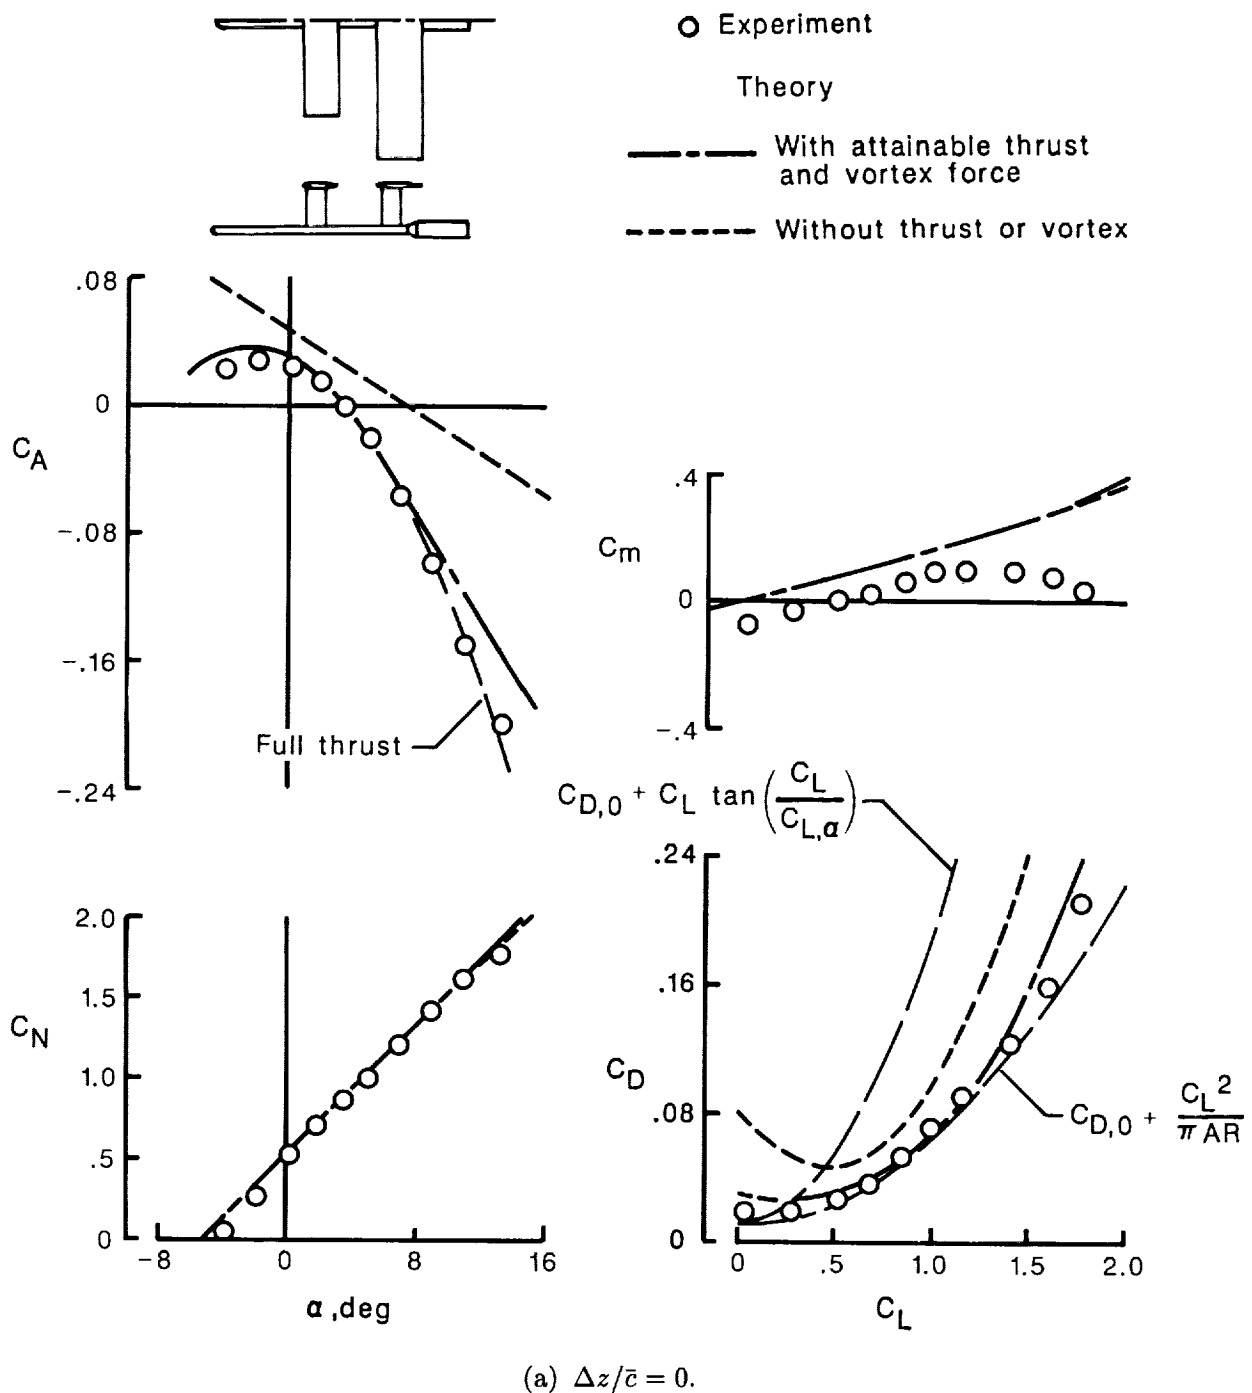 Experiment
Theory
With attainable thrust
and vortex force
Without thrust or vortex
.08
0
-.08
-.16
-.24
C_A
Full thrust
.4
0
-.4
C_m
C_{D,0} + C_L tan(C_L / C_{L,α})
2.0
1.5
1.0
.5
0
C_N
-8 0 8 16
α,deg
.24
.16
.08
0
C_D
C_{D,0} + C_L^2 / πAR
0 .5 1.0 1.5 2.0
C_L
(a) Δz/c̄ = 0.